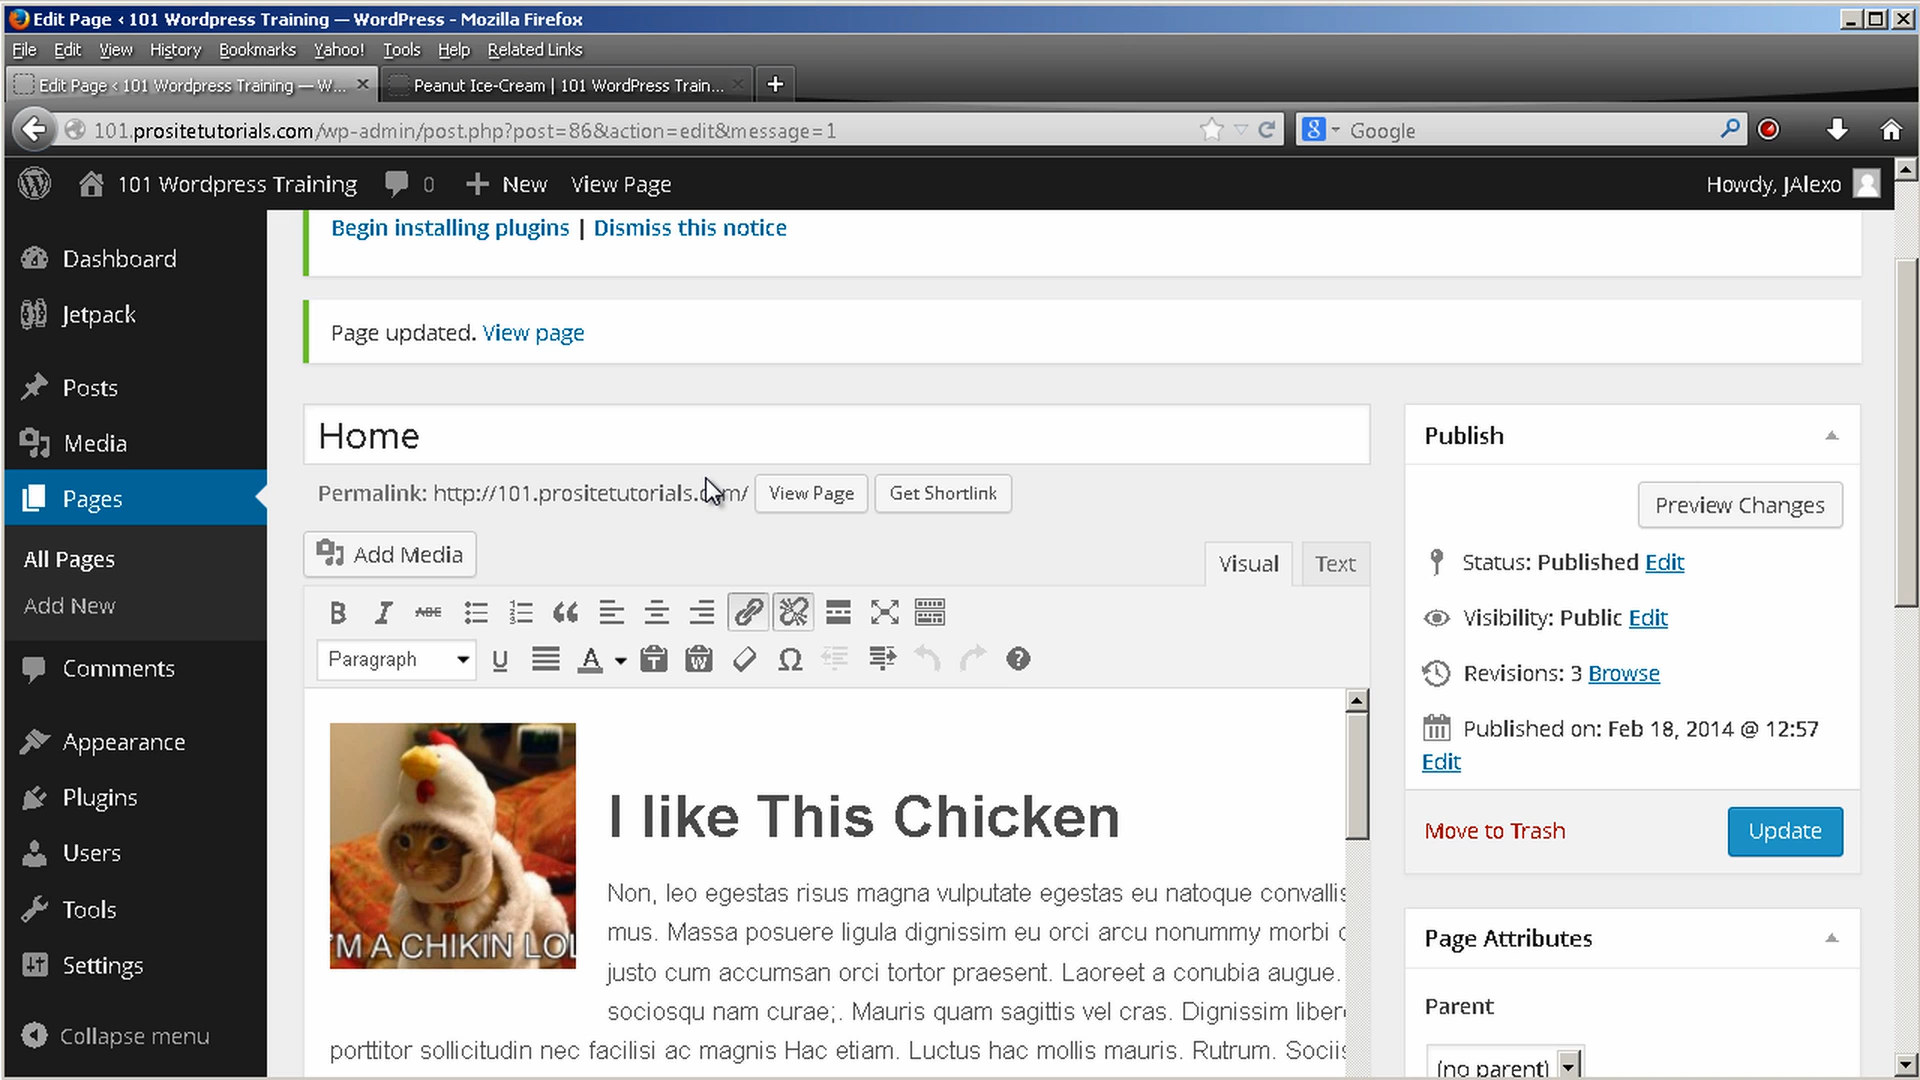 Edit Page ‹ 101 Wordpress Training — WordPress - Mozilla Firefox
File Edit View History Bookmarks Yahoo! Tools Help Related Links
Edit Page ‹ 101 Wordpress Training — W...
Peanut Ice-Cream | 101 WordPress Train...
101.prositetutorials.com/wp-admin/post.php?post=86&action=edit&message=1
Google
101 Wordpress Training 0 New View Page
Howdy, JAlexo
Dashboard
Jetpack
Posts
Media
Pages
All Pages
Add New
Comments
Appearance
Plugins
Users
Tools
Settings
Collapse menu
Begin installing plugins | Dismiss this notice
Page updated. View page
Home
Permalink: http://101.prositetutorials.com/ View Page Get Shortlink
Add Media
Visual Text
Paragraph
I like This Chicken
'M A CHIKIN LOL
Non, leo egestas risus magna vulputate egestas eu natoque convallis
mus. Massa posuere ligula dignissim eu orci arcu nonummy morbi
justo cum accumsan orci tortor praesent. Laoreet a conubia augue.
sociosqu nam curae;. Mauris quam sagittis vel cras. Dignissim liber
porttitor sollicitudin nec facilisi ac magnis Hac etiam. Luctus hac mollis mauris. Rutrum. Sociis
Publish
Preview Changes
Status: Published Edit
Visibility: Public Edit
Revisions: 3 Browse
Published on: Feb 18, 2014 @ 12:57
Edit
Move to Trash
Update
Page Attributes
Parent
(no parent)